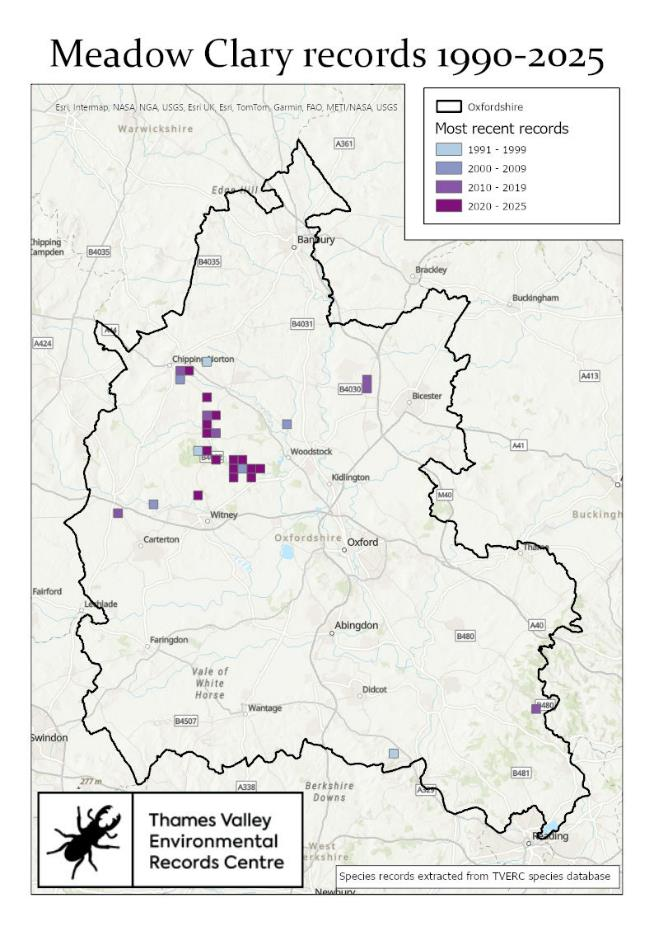 Meadow Clary records 1990-2025
Esri, Intermap, NASA, NGA, USGS, Esri UK, Esri, TomTom, Garmin, FAO, METI/NASA, USGS
Oxfordshire
Most recent records
1991 - 1999
2000 - 2009
2010 - 2019
2020 - 2025
Warwickshire
A361
Edge Hill
Banbury
Chipping
Campden
B4035
B4035
Brackley
Buckingham
B4031
A44
A424
Chipping Norton
B4030
A413
Bicester
A41
Woodstock
Kidlington
M40
Witney
Buckingh
Carterton
Oxfordshire
Oxford
Thame
Fairford
Lechlade
A40
Abingdon
B480
Faringdon
Vale of
White
Horse
Didcot
B480
Wantage
B4507
Swindon
277 m
A338
Berkshire
Downs
B481
A329
Reading
West
erkshire
Newbury
Thames Valley
Environmental
Records Centre
Species records extracted from TVERC species database